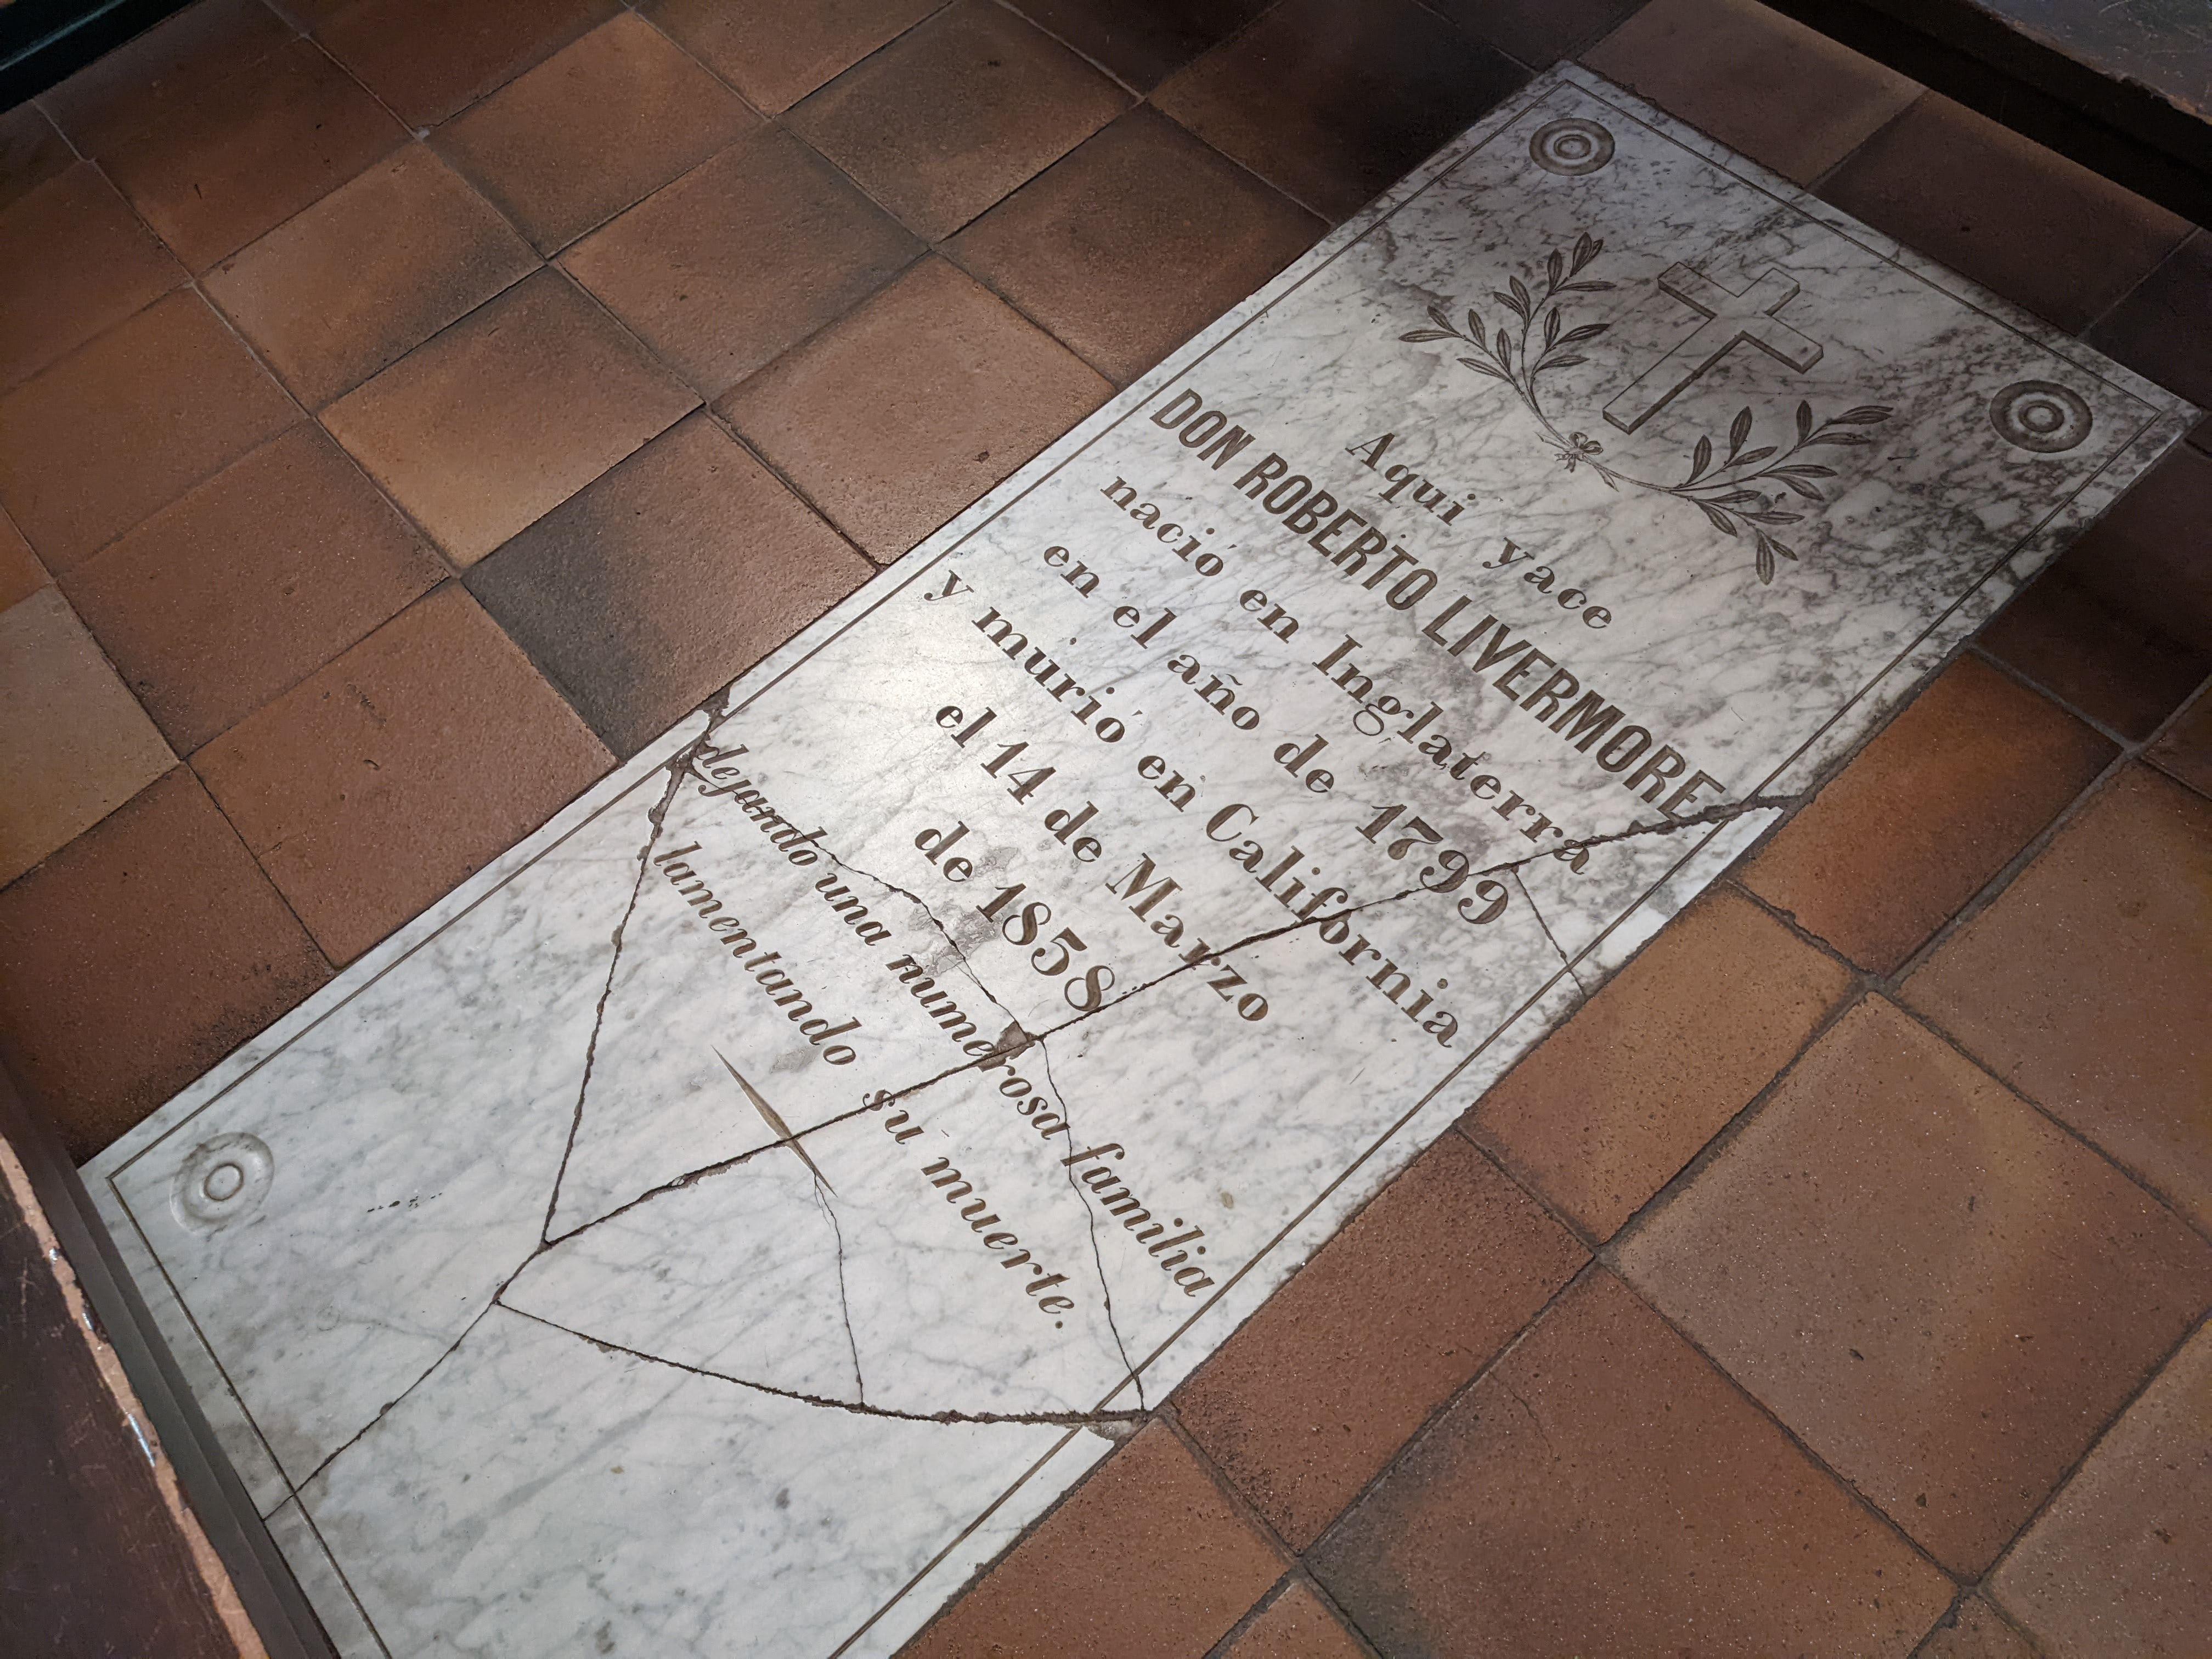 Aqui yace
DON ROBERTO LIVERMORE
nació en Inglaterra
en el año de 1799
y murió en California
el 14 de Marzo
de 1858
dejando una numerosa familia
lamentando su muerte.